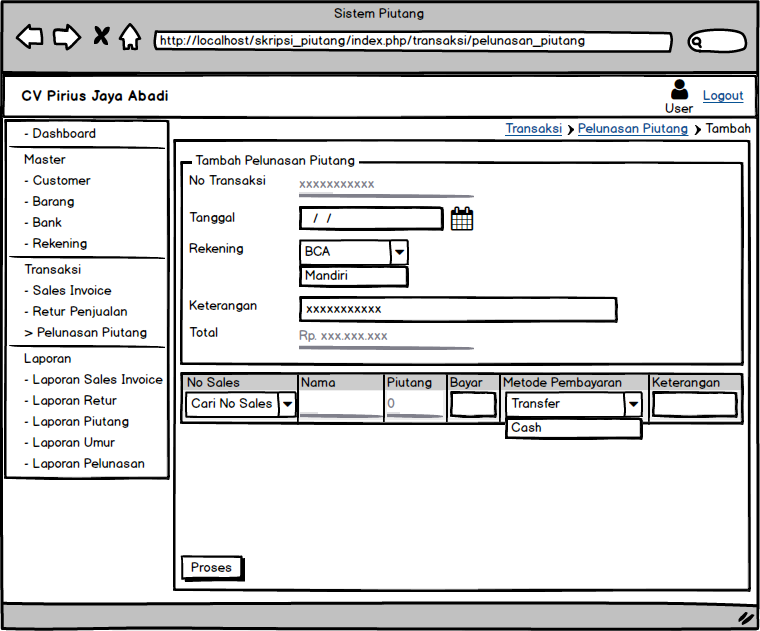 Sistem Piutang
http://localhost/skripsi_piutang/index.php/transaksi/pelunasan_piutang
CV Pirius Jaya Abadi
User
Logout
Transaksi > Pelunasan Piutang > Tambah
- Dashboard
Master
- Customer
- Barang
- Bank
- Rekening
Transaksi
- Sales Invoice
- Retur Penjualan
> Pelunasan Piutang
Laporan
- Laporan Sales Invoice
- Laporan Retur
- Laporan Piutang
- Laporan Umur
- Laporan Pelunasan
Tambah Pelunasan Piutang
No Transaksi xxxxxxxxxxx
Tanggal / /
Rekening BCA
Mandiri
Keterangan xxxxxxxxxxx
Total Rp. xxx.xxx.xxx
No Sales Nama Piutang Bayar Metode Pembayaran Keterangan
Cari No Sales 0 Transfer
Cash
Proses